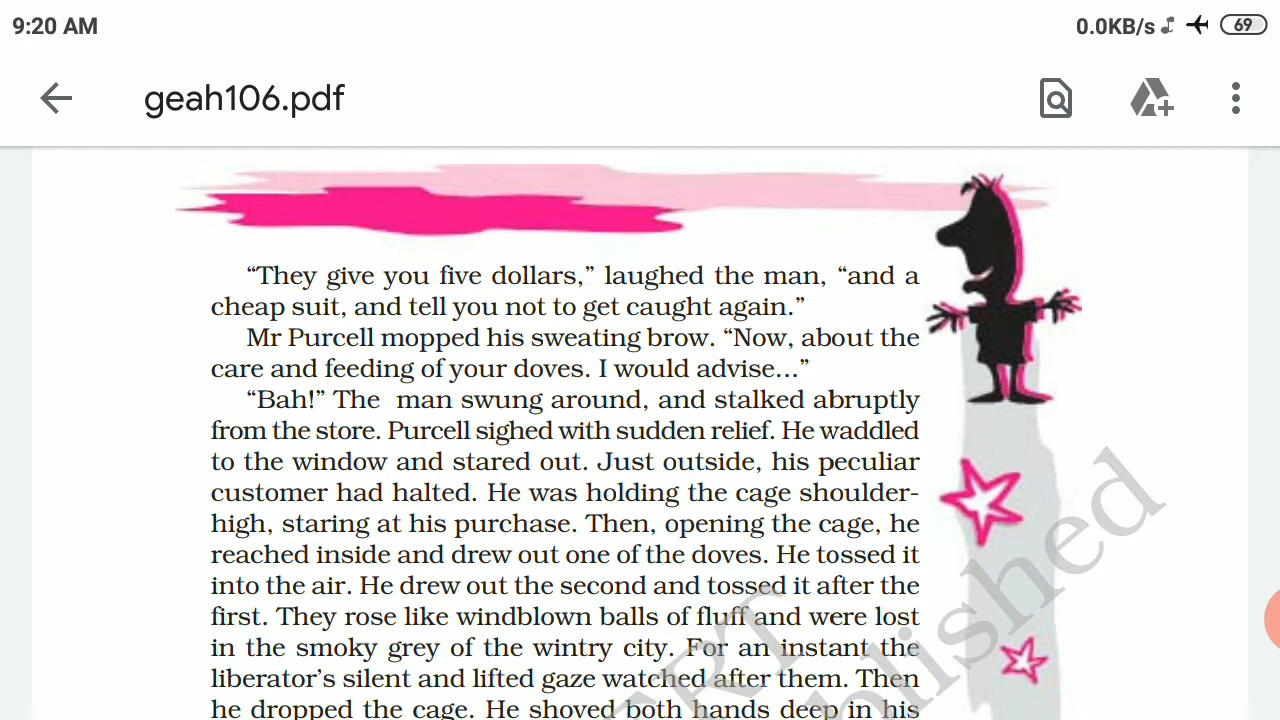 9:20 AM
0.0KB/s
69
geah106.pdf
“They give you five dollars,” laughed the man, “and a
cheap suit, and tell you not to get caught again.”
Mr Purcell mopped his sweating brow. “Now, about the
care and feeding of your doves. I would advise...”
“Bah!” The man swung around, and stalked abruptly
from the store. Purcell sighed with sudden relief. He waddled
to the window and stared out. Just outside, his peculiar
customer had halted. He was holding the cage shoulder-
high, staring at his purchase. Then, opening the cage, he
reached inside and drew out one of the doves. He tossed it
into the air. He drew out the second and tossed it after the
first. They rose like windblown balls of fluff and were lost
in the smoky grey of the wintry city. For an instant the
liberator’s silent and lifted gaze watched after them. Then
he dropped the cage. He shoved both hands deep in his